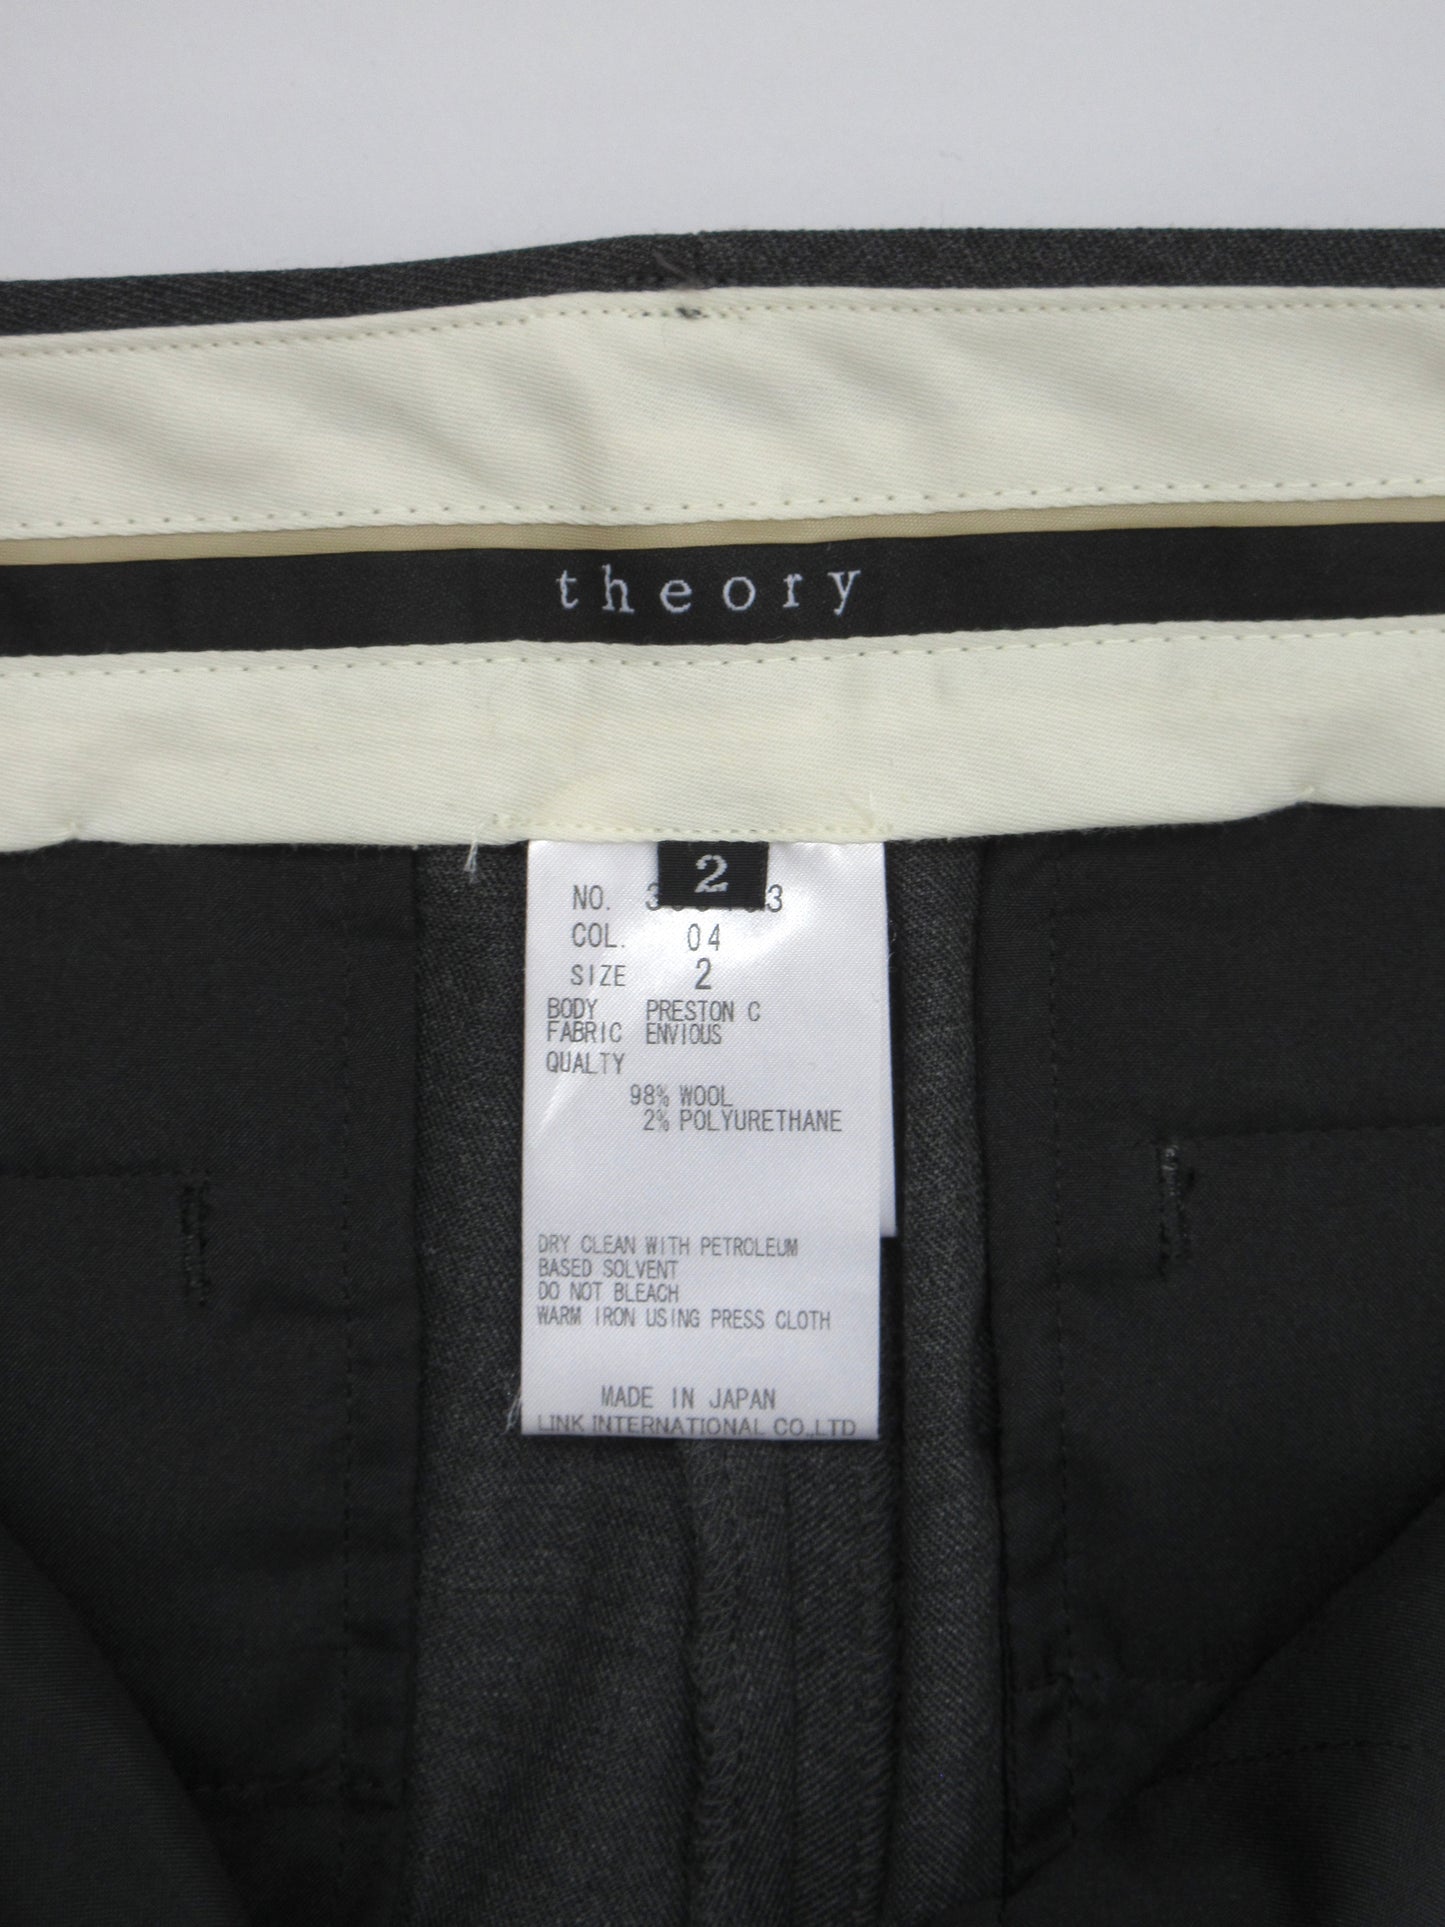 theory
2
NO.
COL. 04
SIZE 2
BODY PRESTON C
FABRIC ENVIOUS
QUALTY
98% WOOL
2% POLYURETHANE
DRY CLEAN WITH PETROLEUM
BASED SOLVENT
DO NOT BLEACH
WARM IRON USING PRESS CLOTH
MADE IN JAPAN
LINK INTERNATIONAL CO.,LTD